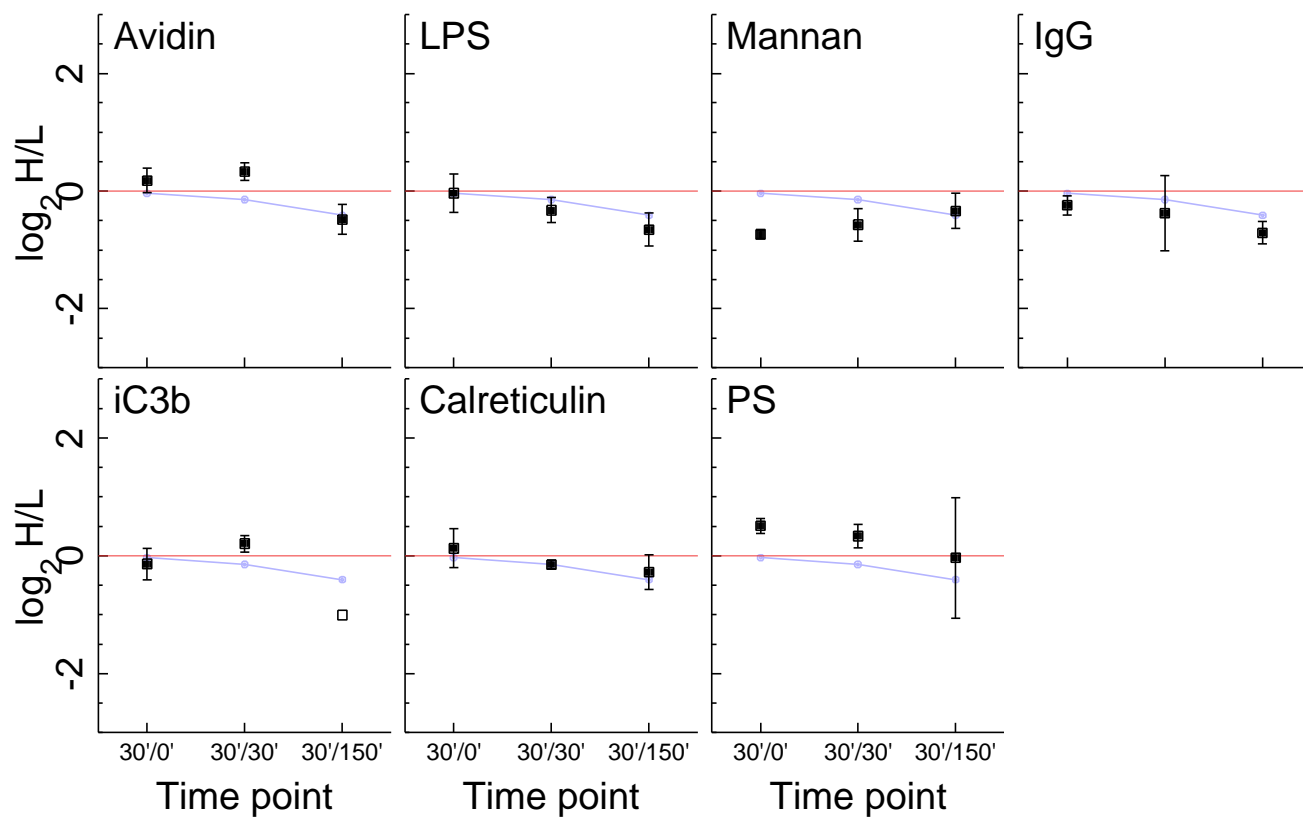 Avidin LPS Mannan IgG
log2 H/L
2
0
-2
iC3b Calreticulin PS
log2 H/L
2
0
-2
30'/0' 30'/30' 30'/150' 30'/0' 30'/30' 30'/150' 30'/0' 30'/30' 30'/150'
Time point Time point Time point